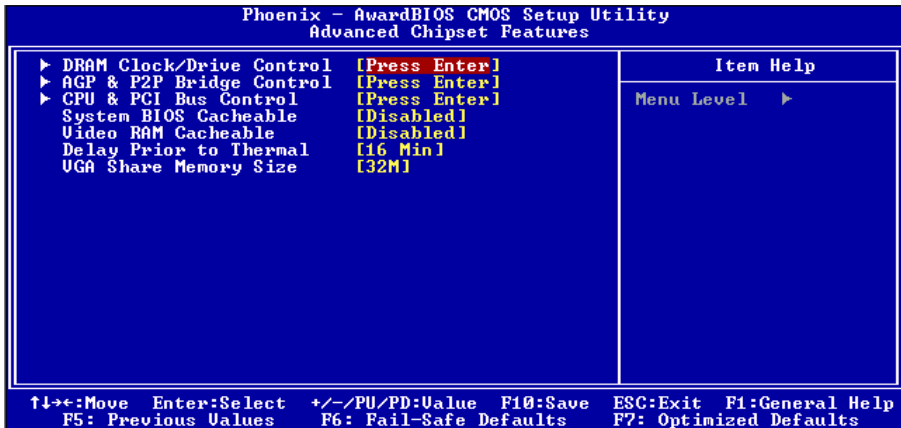 Phoenix - AwardBIOS CMOS Setup Utility
Advanced Chipset Features
▶ DRAM Clock/Drive Control [Press Enter]
▶ AGP & P2P Bridge Control [Press Enter]
▶ CPU & PCI Bus Control [Press Enter]
System BIOS Cacheable [Disabled]
Video RAM Cacheable [Disabled]
Delay Prior to Thermal [16 Min]
VGA Share Memory Size [32M]
Item Help
Menu Level ▶
↑↓→←:Move Enter:Select +/-/PU/PD:Value F10:Save ESC:Exit F1:General Help
F5: Previous Values F6: Fail-Safe Defaults F7: Optimized Defaults